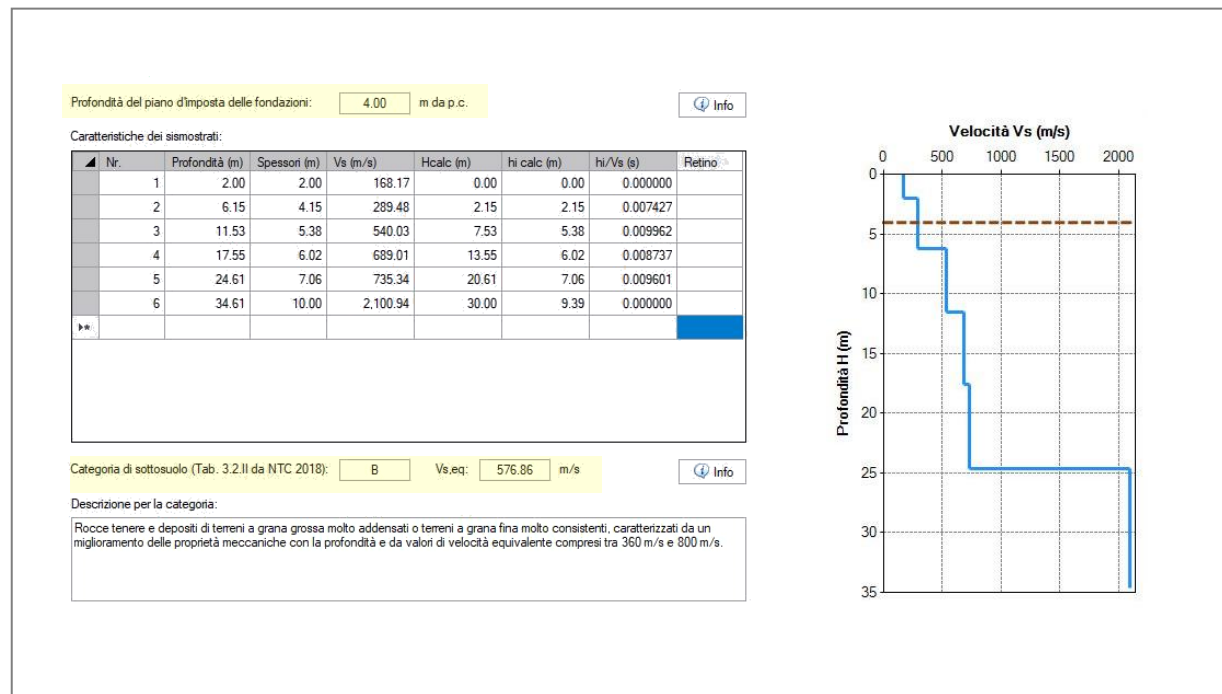 Profondità del piano d'imposta delle fondazioni: 4.00 m da p.c. Info
Caratteristiche dei sismostrati:
Nr. Profondità (m) Spessori (m) Vs (m/s) Hcalc (m) hi calc (m) hi/Vs (s) Retino
1 2.00 2.00 168.17 0.00 0.00 0.000000
2 6.15 4.15 289.48 2.15 2.15 0.007427
3 11.53 5.38 540.03 7.53 5.38 0.009962
4 17.55 6.02 689.01 13.55 6.02 0.008737
5 24.61 7.06 735.34 20.61 7.06 0.009601
6 34.61 10.00 2,100.94 30.00 9.39 0.000000
Categoria di sottosuolo (Tab. 3.2.II da NTC 2018): B Vs,eq: 576.86 m/s Info
Descrizione per la categoria:
Rocce tenere e depositi di terreni a grana grossa molto addensati o terreni a grana fina molto consistenti, caratterizzati da un
miglioramento delle proprietà meccaniche con la profondità e da valori di velocità equivalente compresi tra 360 m/s e 800 m/s.
Velocità Vs (m/s)
0 500 1000 1500 2000
0
5
10
15
20
25
30
35
Profondità H (m)